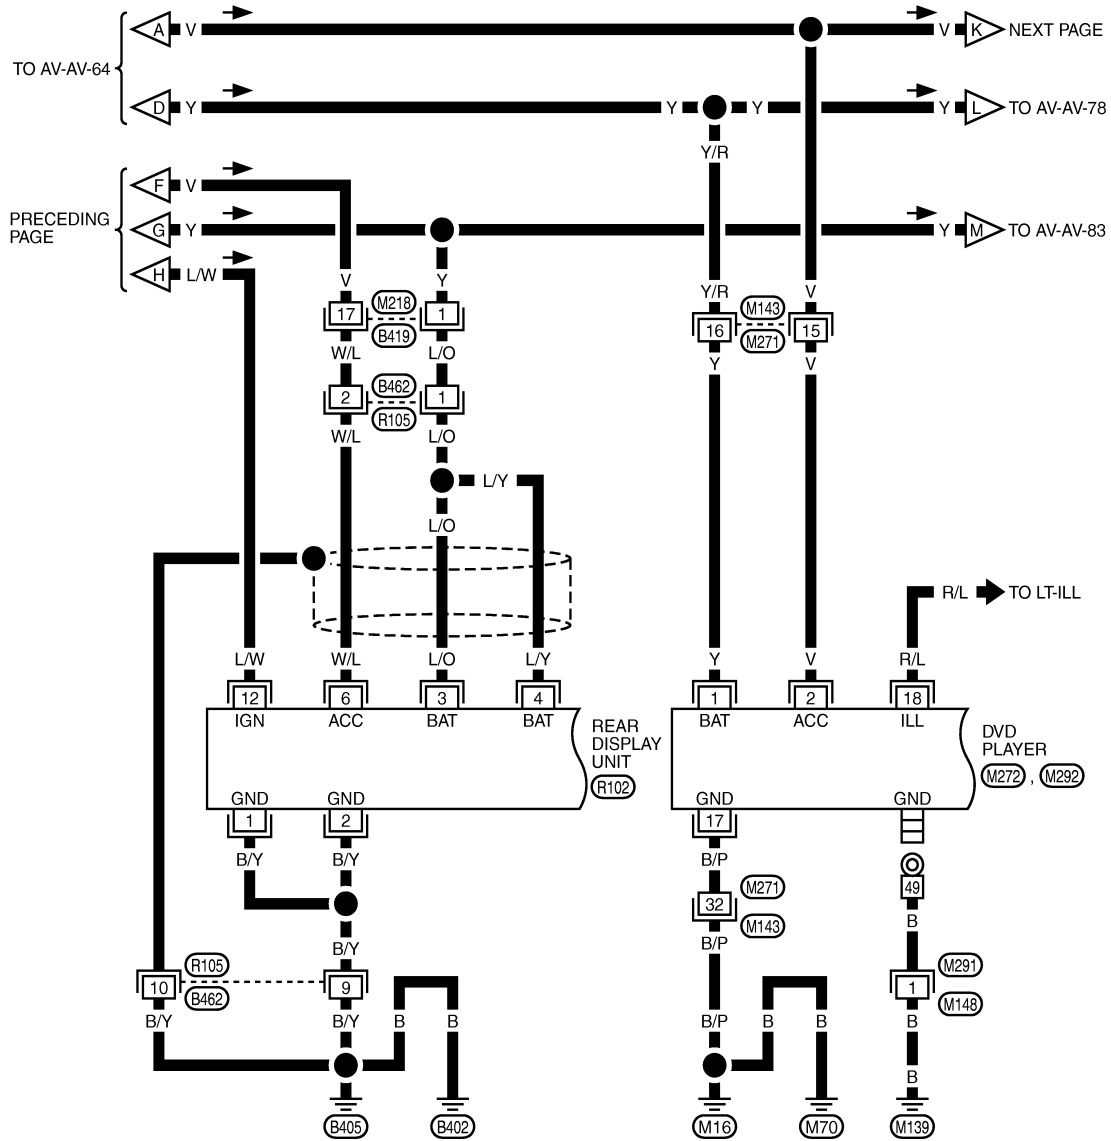 A V V K NEXT PAGE
TO AV-AV-64
D Y Y Y Y L TO AV-AV-78
Y/R
F V
PRECEDING
PAGE
G Y Y M TO AV-AV-83
H L/W
V Y Y/R V
17 M218 1
B419
16 M143 15
M271
W/L L/O Y V
2 B462 1
R105
W/L L/O
L/Y
L/O
R/L TO LT-ILL
L/W W/L L/O L/Y Y V R/L
12 6 3 4 1 2 18
IGN ACC BAT BAT BAT ACC ILL
REAR
DISPLAY
UNIT
R102
DVD
PLAYER
M272 , M292
GND GND GND GND
1 2 17
B/Y B/Y B/P
49
32 M271
M143
B
B/Y B/P
10 R105 9
B462
1 M291
M148
B/Y B/Y B B B/P B B B
B
B405 B402 M16 M70 M139